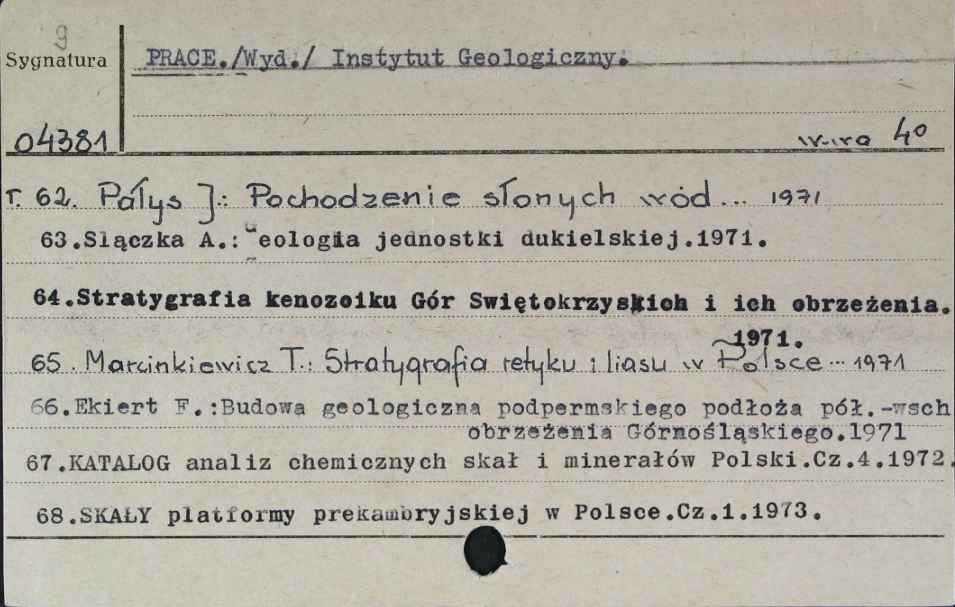 9
Sygnatura
PRACE./Wyd./ Instytut Geologiczny.
04381
4°
T. 62. Pałys J.: Pochodzenie słonych wód... 1971
63.Slączka A.: Geologia jednostki dukielskiej.1971.
64.Stratygrafia kenozoiku Gór Swiętokrzyskich i ich obrzeżenia.
1971.
65. Marcinkiewicz T.: Stratygrafia retyku i liasu w Polsce... 1971
66.Ekiert F.:Budowa geologiczna podpermskiego podłoża pół.-wsch
obrzeżenia Górnośląskiego.1971
67.KATALOG analiz chemicznych skał i minerałów Polski.Cz.4.1972.
68.SKAŁY platformy prekambryjskiej w Polsce.Cz.1.1973.